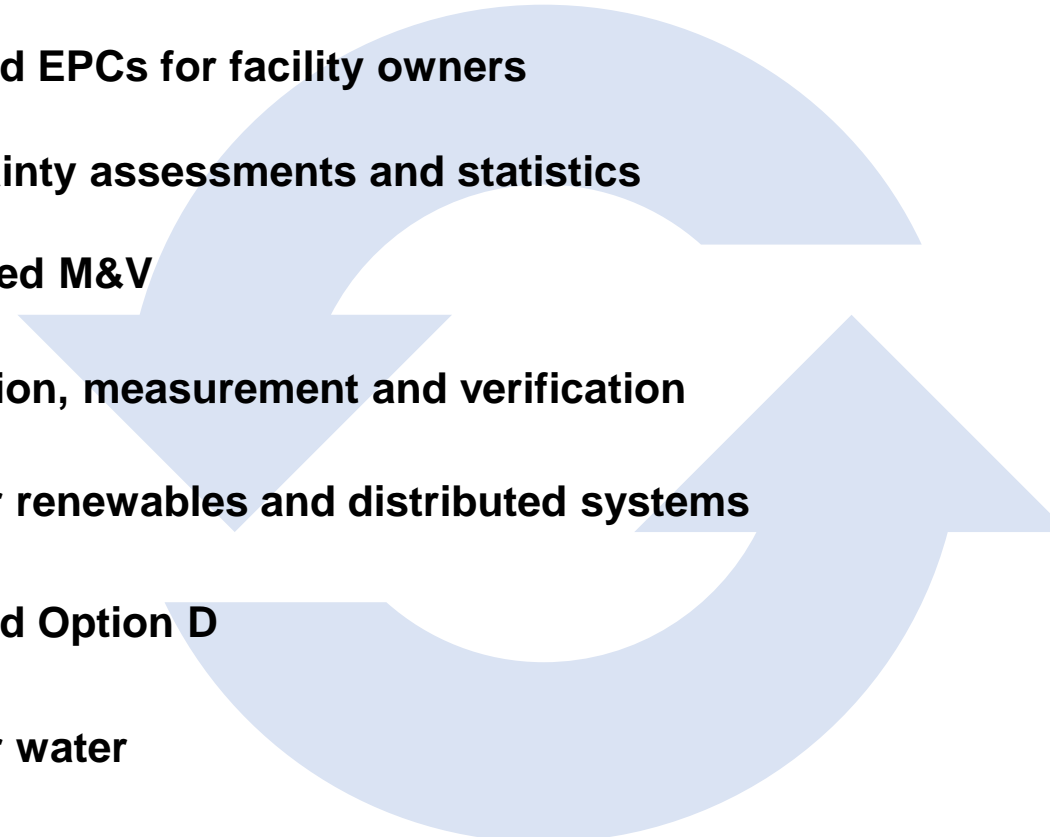 d EPCs for facility owners
inty assessments and statistics
ed M&V
ion, measurement and verification
r renewables and distributed systems
d Option D
r water